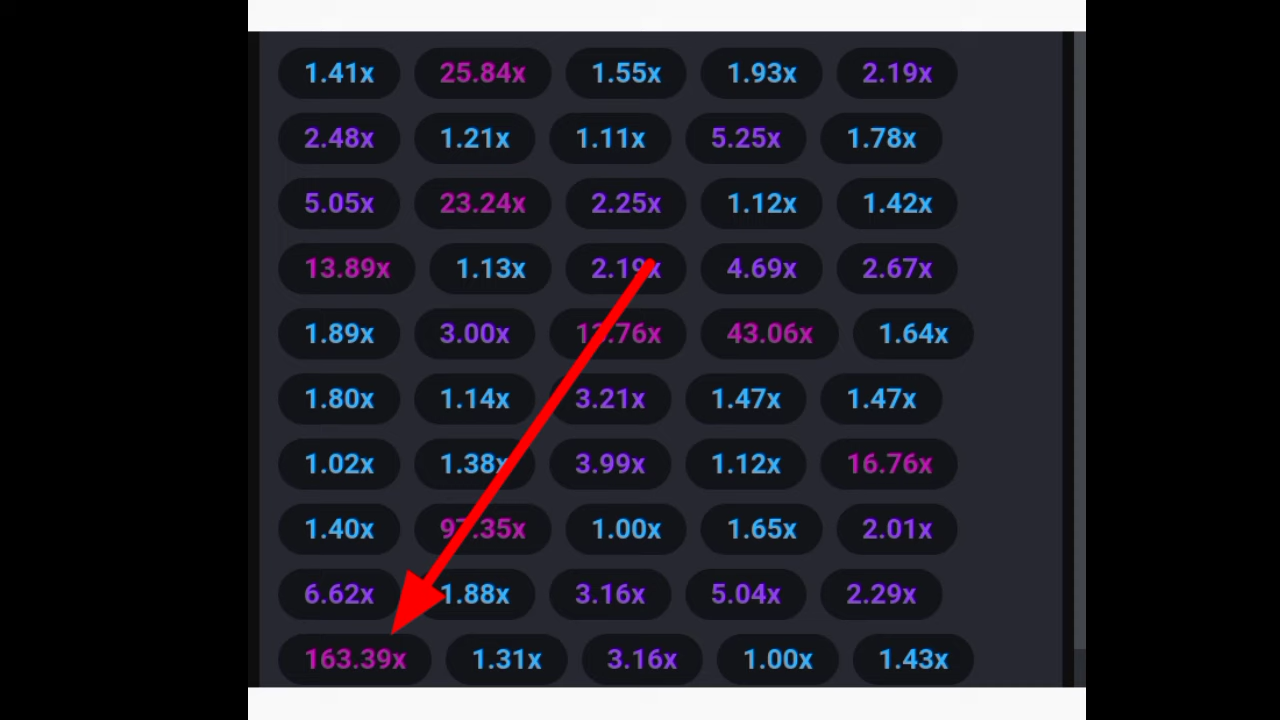 1.41x 25.84x 1.55x 1.93x 2.19x
2.48x 1.21x 1.11x 5.25x 1.78x
5.05x 23.24x 2.25x 1.12x 1.42x
13.89x 1.13x 2.19x 4.69x 2.67x
1.89x 3.00x 43.06x 1.64x
1.80x 1.14x 3.21x 1.47x 1.47x
1.02x 1.38x 3.99x 1.12x 16.76x
1.40x 1.00x 1.65x 2.01x
6.62x 1.88x 3.16x 5.04x 2.29x
163.39x 1.31x 3.16x 1.00x 1.43x